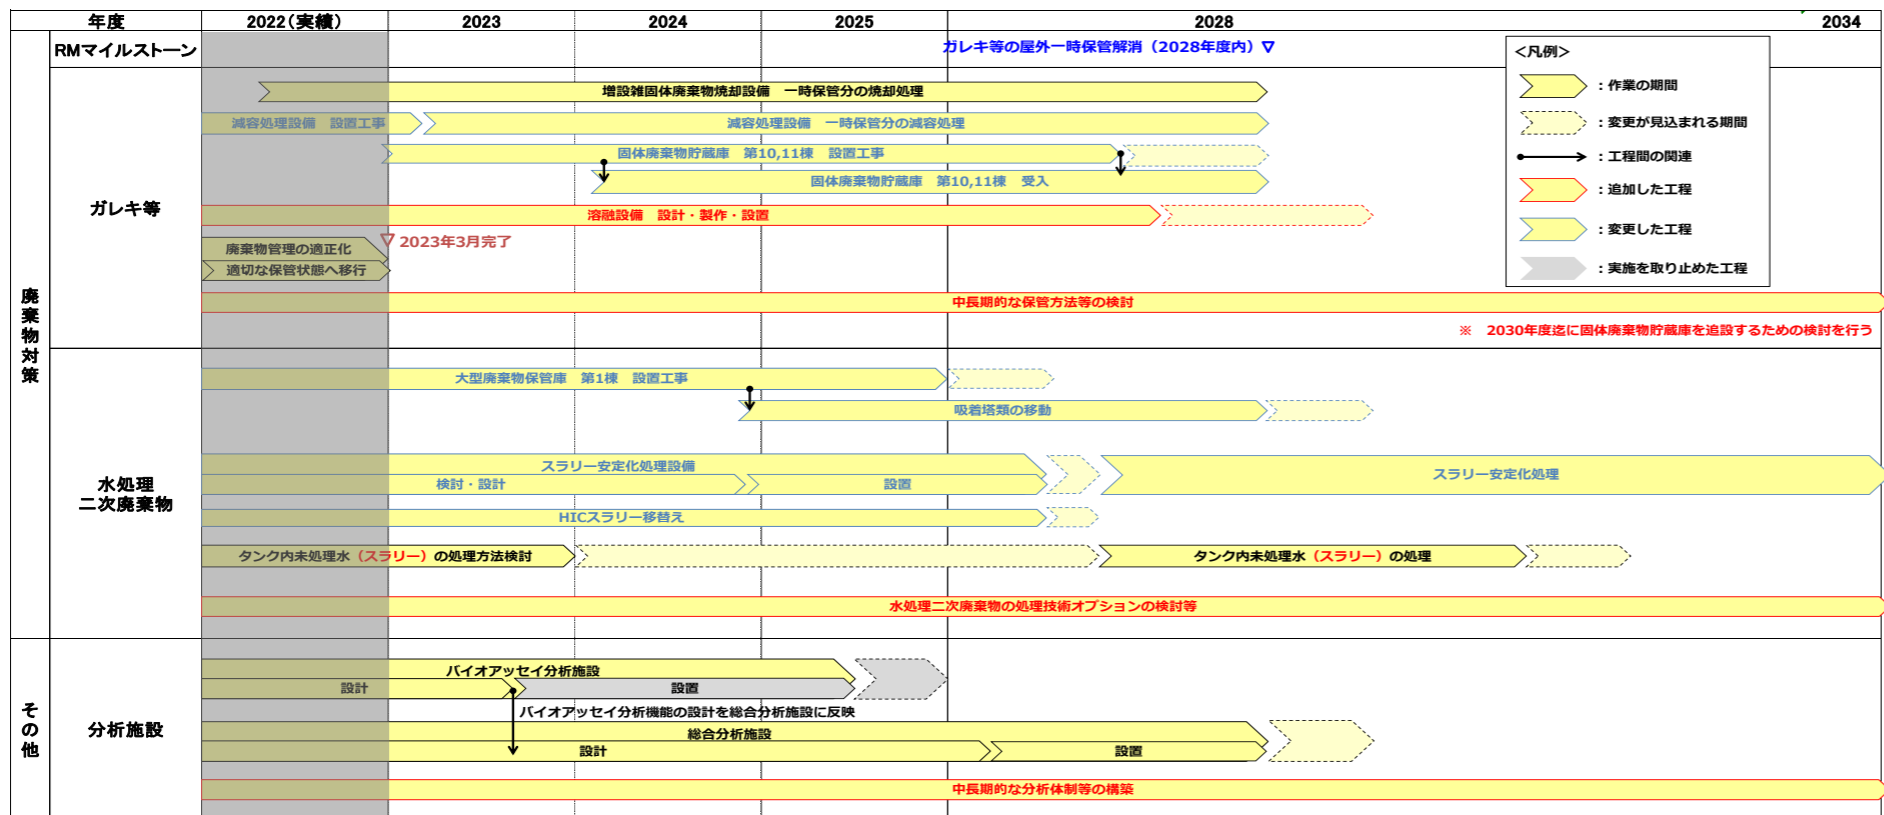 年度
2022(実績)
2023
2024
2025
2028
2034
RMマイルストーン
ガレキ等の屋外一時保管解消（2028年度内）▽
＜凡例＞
：作業の期間
：変更が見込まれる期間
：工程間の関連
：追加した工程
：変更した工程
：実施を取り止めた工程
廃棄物対策
ガレキ等
増設雑固体廃棄物焼却設備　一時保管分の焼却処理
減容処理設備　設置工事
減容処理設備　一時保管分の減容処理
固体廃棄物貯蔵庫　第10,11棟　設置工事
固体廃棄物貯蔵庫　第10,11棟　受入
溶融設備　設計・製作・設置
▽ 2023年3月完了
廃棄物管理の適正化
適切な保管状態へ移行
中長期的な保管方法等の検討
※　2030年度迄に固体廃棄物貯蔵庫を追設するための検討を行う
水処理
二次廃棄物
大型廃棄物保管庫　第1棟　設置工事
吸着塔類の移動
スラリー安定化処理設備
検討・設計
設置
スラリー安定化処理
HICスラリー移替え
タンク内未処理水（スラリー）の処理方法検討
タンク内未処理水（スラリー）の処理
水処理二次廃棄物の処理技術オプションの検討等
その他
分析施設
バイオアッセイ分析施設
設計
設置
バイオアッセイ分析機能の設計を総合分析施設に反映
総合分析施設
設計
設置
中長期的な分析体制等の構築